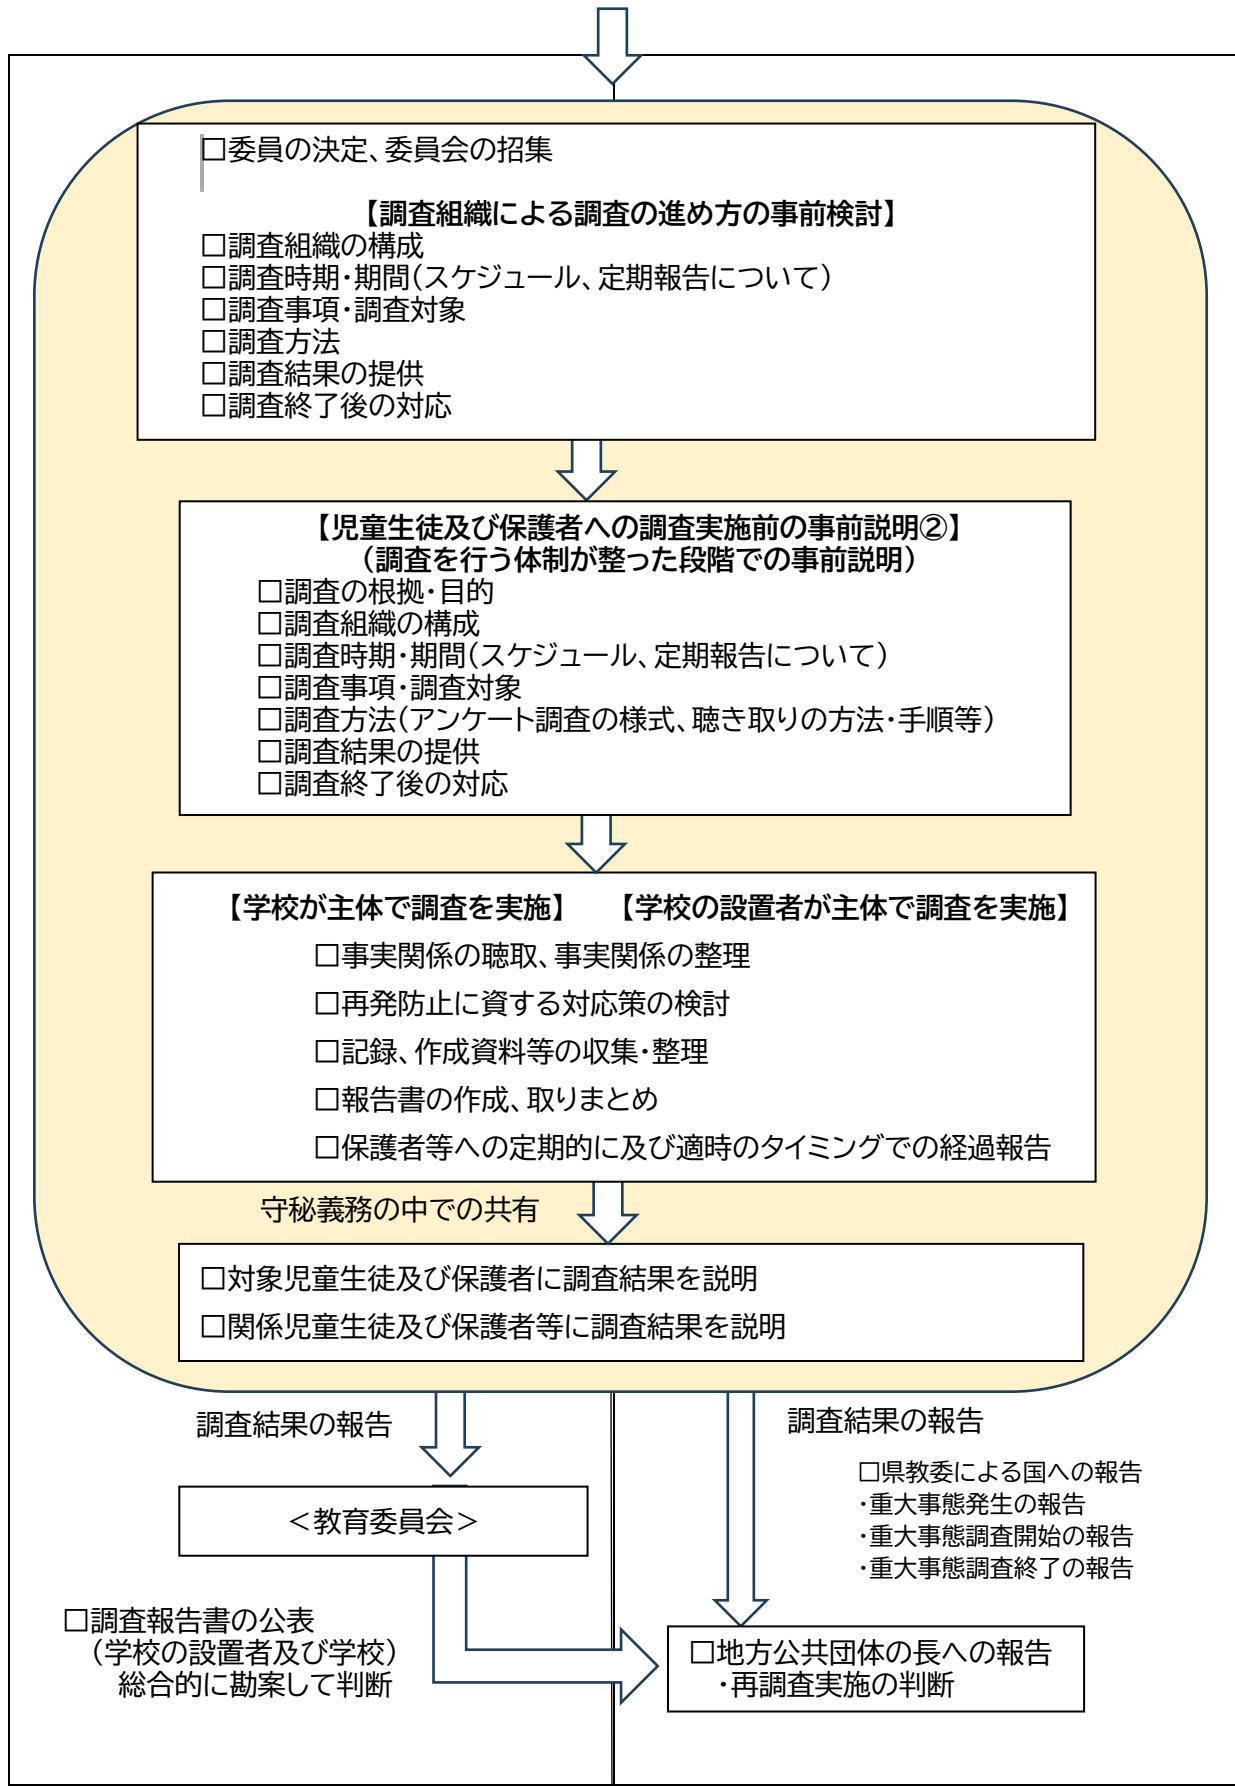 □委員の決定、委員会の招集
【調査組織による調査の進め方の事前検討】
□調査組織の構成
□調査時期・期間（スケジュール、定期報告について）
□調査事項・調査対象
□調査方法
□調査結果の提供
□調査終了後の対応
【児童生徒及び保護者への調査実施前の事前説明②】
（調査を行う体制が整った段階での事前説明）
□調査の根拠・目的
□調査組織の構成
□調査時期・期間（スケジュール、定期報告について）
□調査事項・調査対象
□調査方法（アンケート調査の様式、聴き取りの方法・手順等）
□調査結果の提供
□調査終了後の対応
【学校が主体で調査を実施】　【学校の設置者が主体で調査を実施】
□事実関係の聴取、事実関係の整理
□再発防止に資する対応策の検討
□記録、作成資料等の収集・整理
□報告書の作成、取りまとめ
□保護者等への定期的に及び適時のタイミングでの経過報告
守秘義務の中での共有
□対象児童生徒及び保護者に調査結果を説明
□関係児童生徒及び保護者等に調査結果を説明
調査結果の報告
調査結果の報告
□県教委による国への報告
・重大事態発生の報告
・重大事態調査開始の報告
・重大事態調査終了の報告
＜教育委員会＞
□調査報告書の公表
（学校の設置者及び学校）
総合的に勘案して判断
□地方公共団体の長への報告
・再調査実施の判断